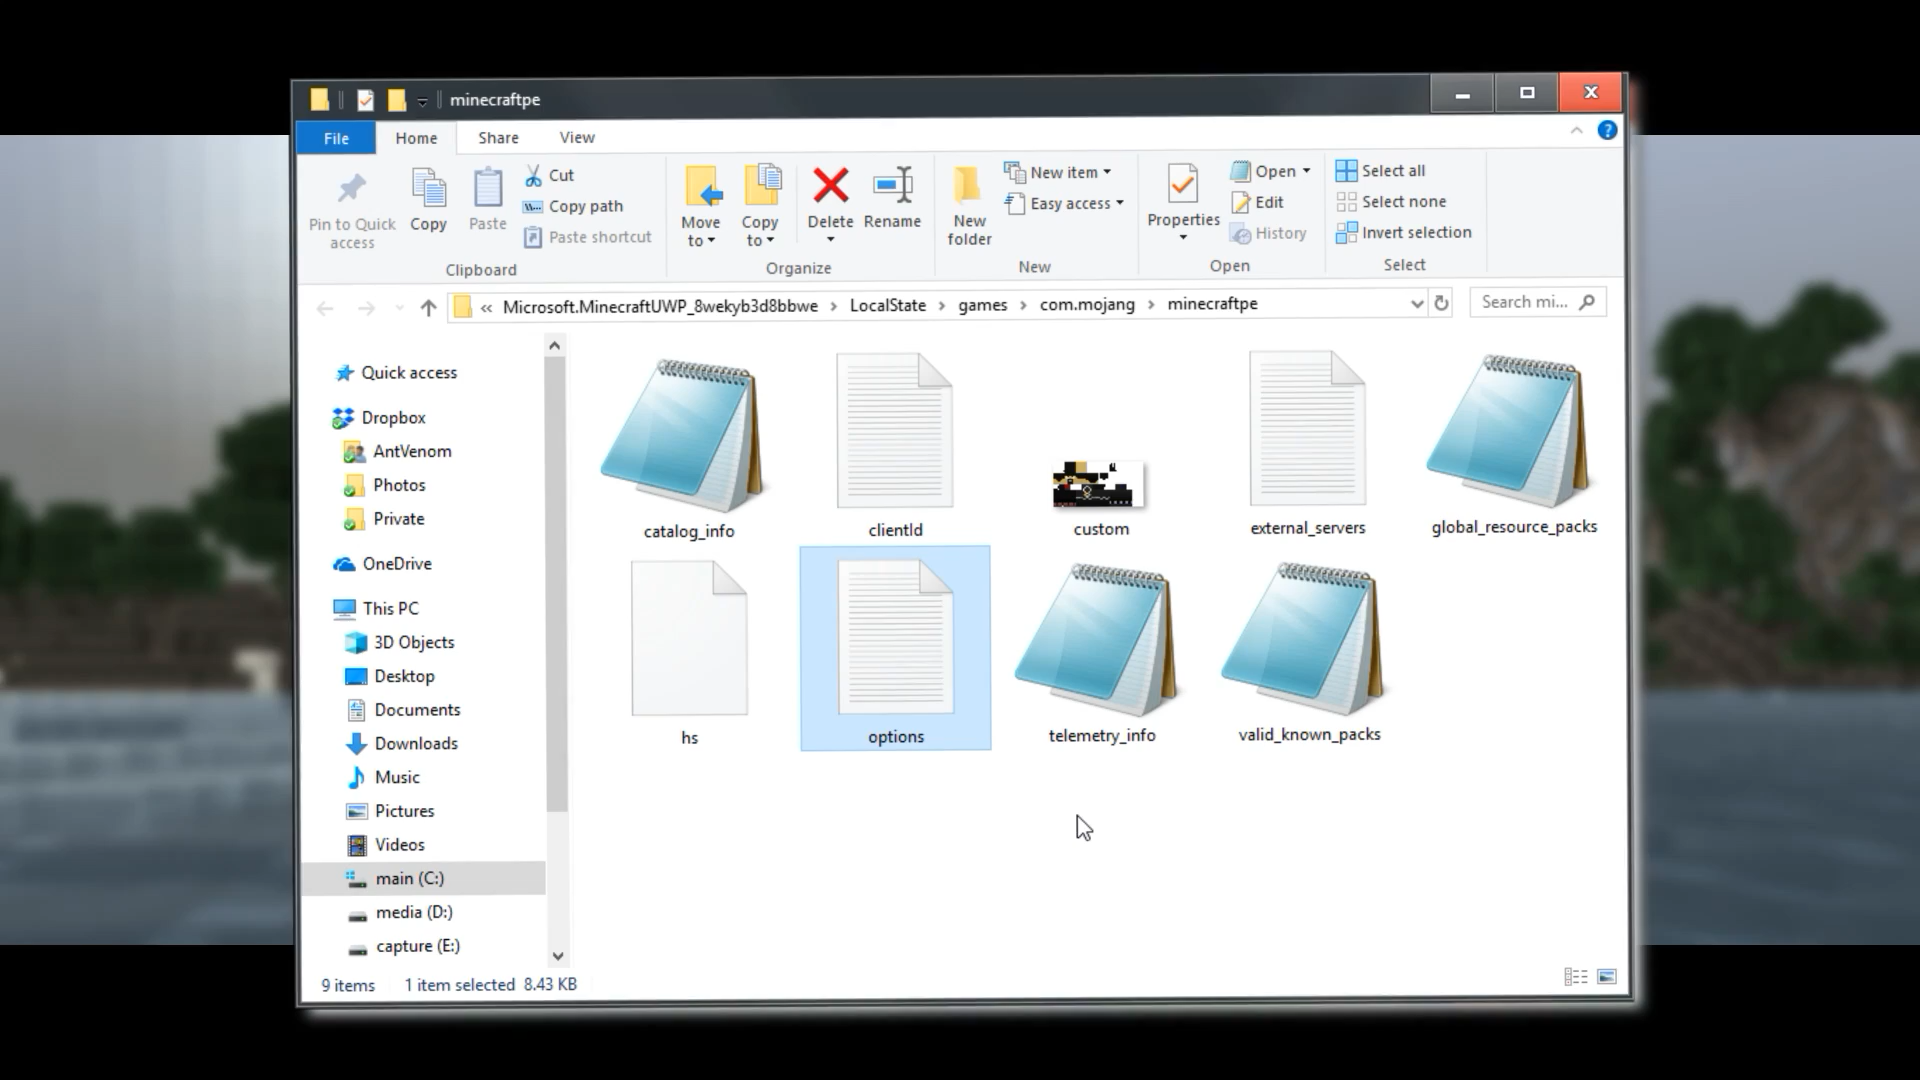 minecraftpe
File Home Share View
Pin to Quick access
Copy
Paste
Cut
Copy path
Paste shortcut
Clipboard
Move to
Copy to
Delete
Rename
Organize
New folder
New item
Easy access
New
Properties
Open
Edit
History
Open
Select all
Select none
Invert selection
Select
« Microsoft.MinecraftUWP_8wekyb3d8bbwe › LocalState › games › com.mojang › minecraftpe
Search mi...
Quick access
Dropbox
AntVenom
Photos
Private
OneDrive
This PC
3D Objects
Desktop
Documents
Downloads
Music
Pictures
Videos
main (C:)
media (D:)
capture (E:)
catalog_info
clientId
custom
external_servers
global_resource_packs
hs
options
telemetry_info
valid_known_packs
9 items 1 item selected 8.43 KB